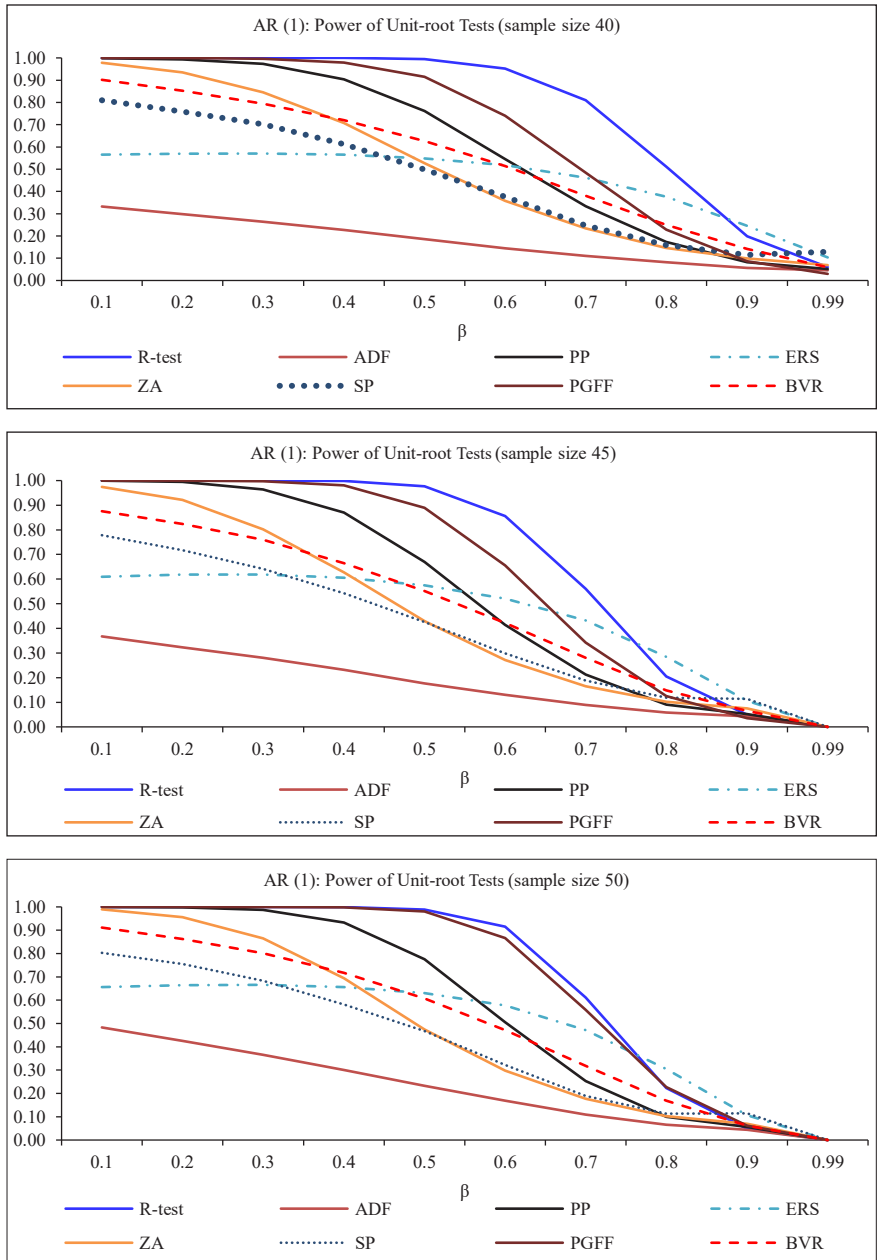 AR (1): Power of Unit-root Tests (sample size 40)
1.00
0.90
0.80
0.70
0.60
0.50
0.40
0.30
0.20
0.10
0.00
0.1 0.2 0.3 0.4 0.5 0.6 0.7 0.8 0.9 0.99
β
R-test ADF PP ERS
ZA SP PGFF BVR
AR (1): Power of Unit-root Tests (sample size 45)
1.00
0.90
0.80
0.70
0.60
0.50
0.40
0.30
0.20
0.10
0.00
0.1 0.2 0.3 0.4 0.5 0.6 0.7 0.8 0.9 0.99
β
R-test ADF PP ERS
ZA SP PGFF BVR
AR (1): Power of Unit-root Tests (sample size 50)
1.00
0.90
0.80
0.70
0.60
0.50
0.40
0.30
0.20
0.10
0.00
0.1 0.2 0.3 0.4 0.5 0.6 0.7 0.8 0.9 0.99
β
R-test ADF PP ERS
ZA SP PGFF BVR